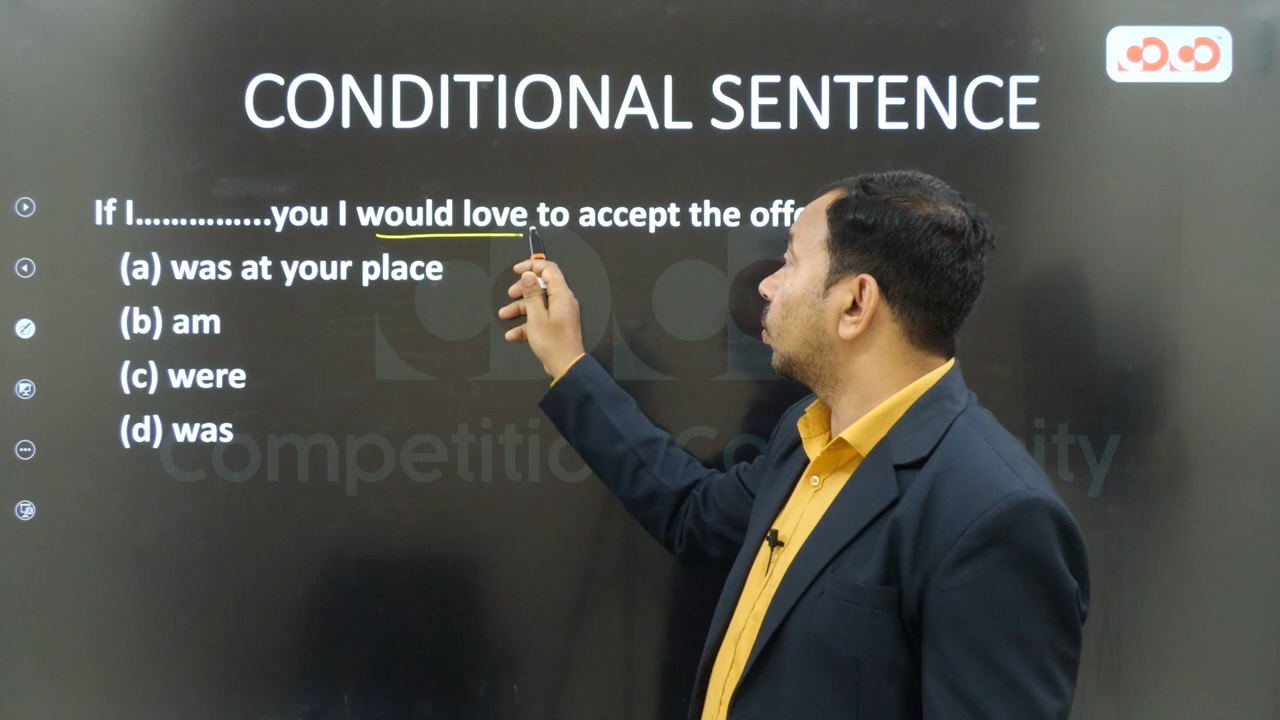 CONDITIONAL SENTENCE
If I...............you I would love to accept the
(a) was at your place
(b) am
(c) were
(d) was